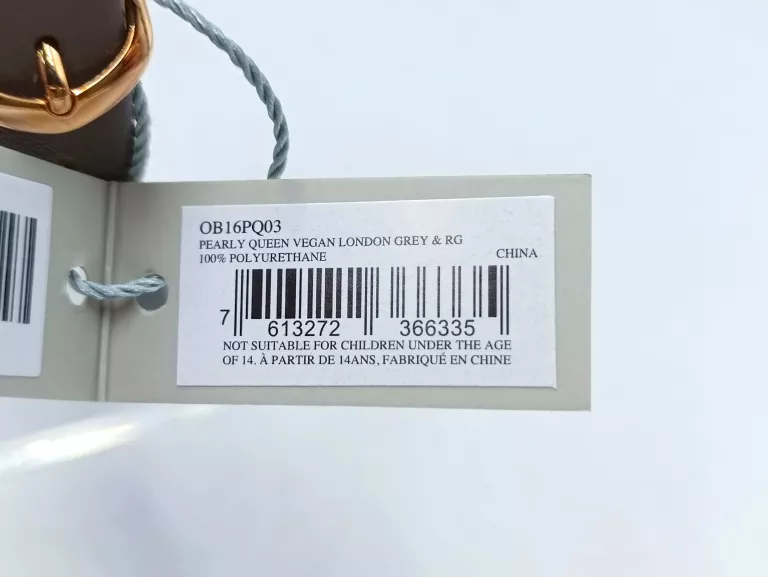 OB16PQ03
PEARLY QUEEN VEGAN LONDON GREY & RG
100% POLYURETHANE CHINA
7 613272 366335
NOT SUITABLE FOR CHILDREN UNDER THE AGE
OF 14. À PARTIR DE 14ANS, FABRIQUÉ EN CHINE